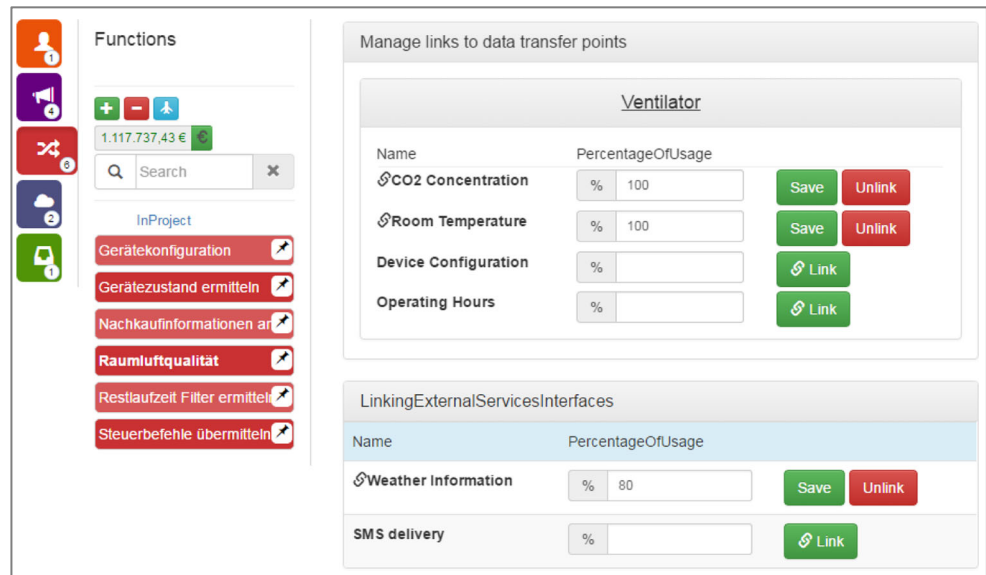 1
4
6
2
1
Functions
1.117.737,43 € €
Search
InProject
Gerätekonfiguration
Gerätezustand ermitteln
Nachkaufinformationen
Raumluftqualität
Restlaufzeit Filter
Steuerbefehle übermitteln
Manage links to data transfer points
Ventilator
Name PercentageOfUsage
CO2 Concentration % 100 Save Unlink
Room Temperature % 100 Save Unlink
Device Configuration % Link
Operating Hours % Link
LinkingExternalServicesInterfaces
Name PercentageOfUsage
Weather Information % 80 Save Unlink
SMS delivery % Link